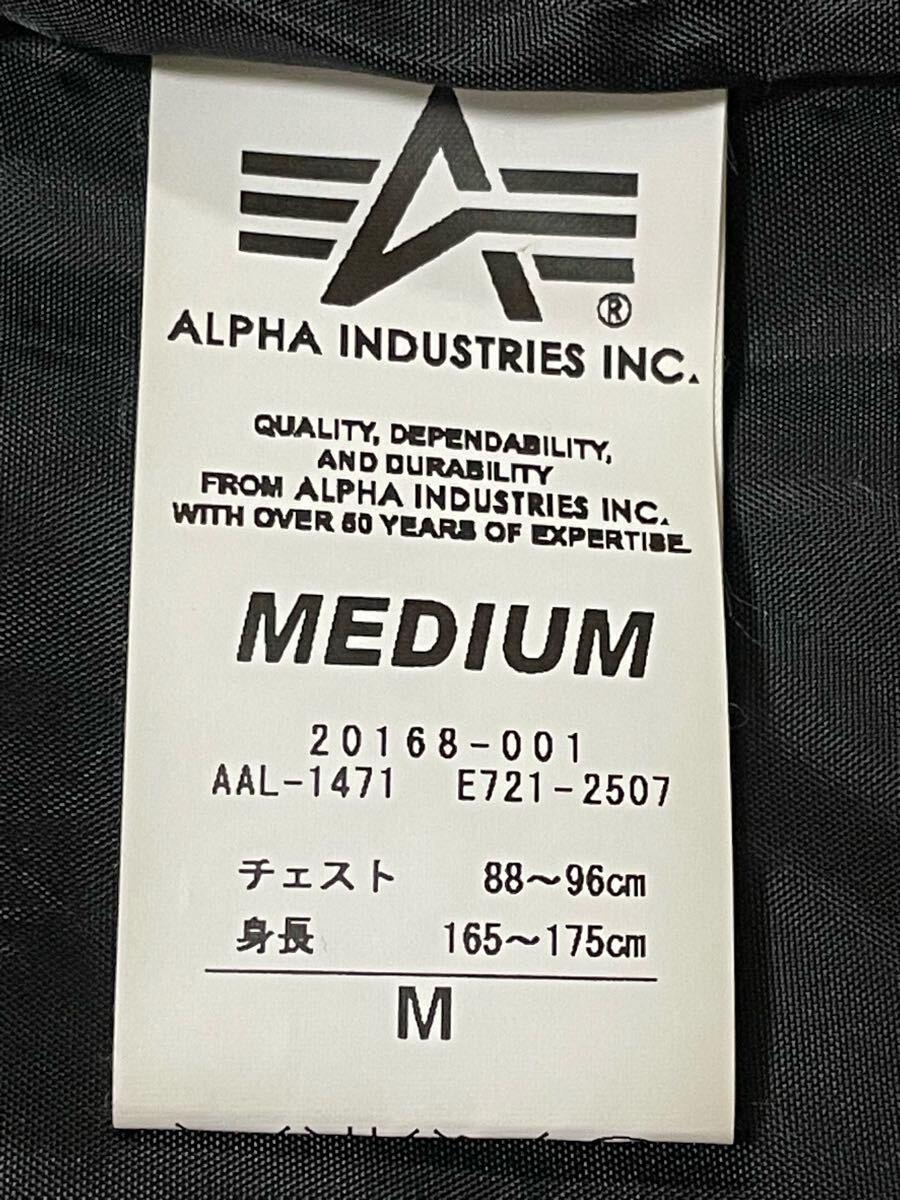 ®
ALPHA INDUSTRIES INC.
QUALITY, DEPENDABILITY,
AND DURABILITY
FROM ALPHA INDUSTRIES INC.
WITH OVER 50 YEARS OF EXPERTISE
MEDIUM
20168-001
AAL-1471 E721-2507
チェスト 88~96cm
身長 165~175cm
M